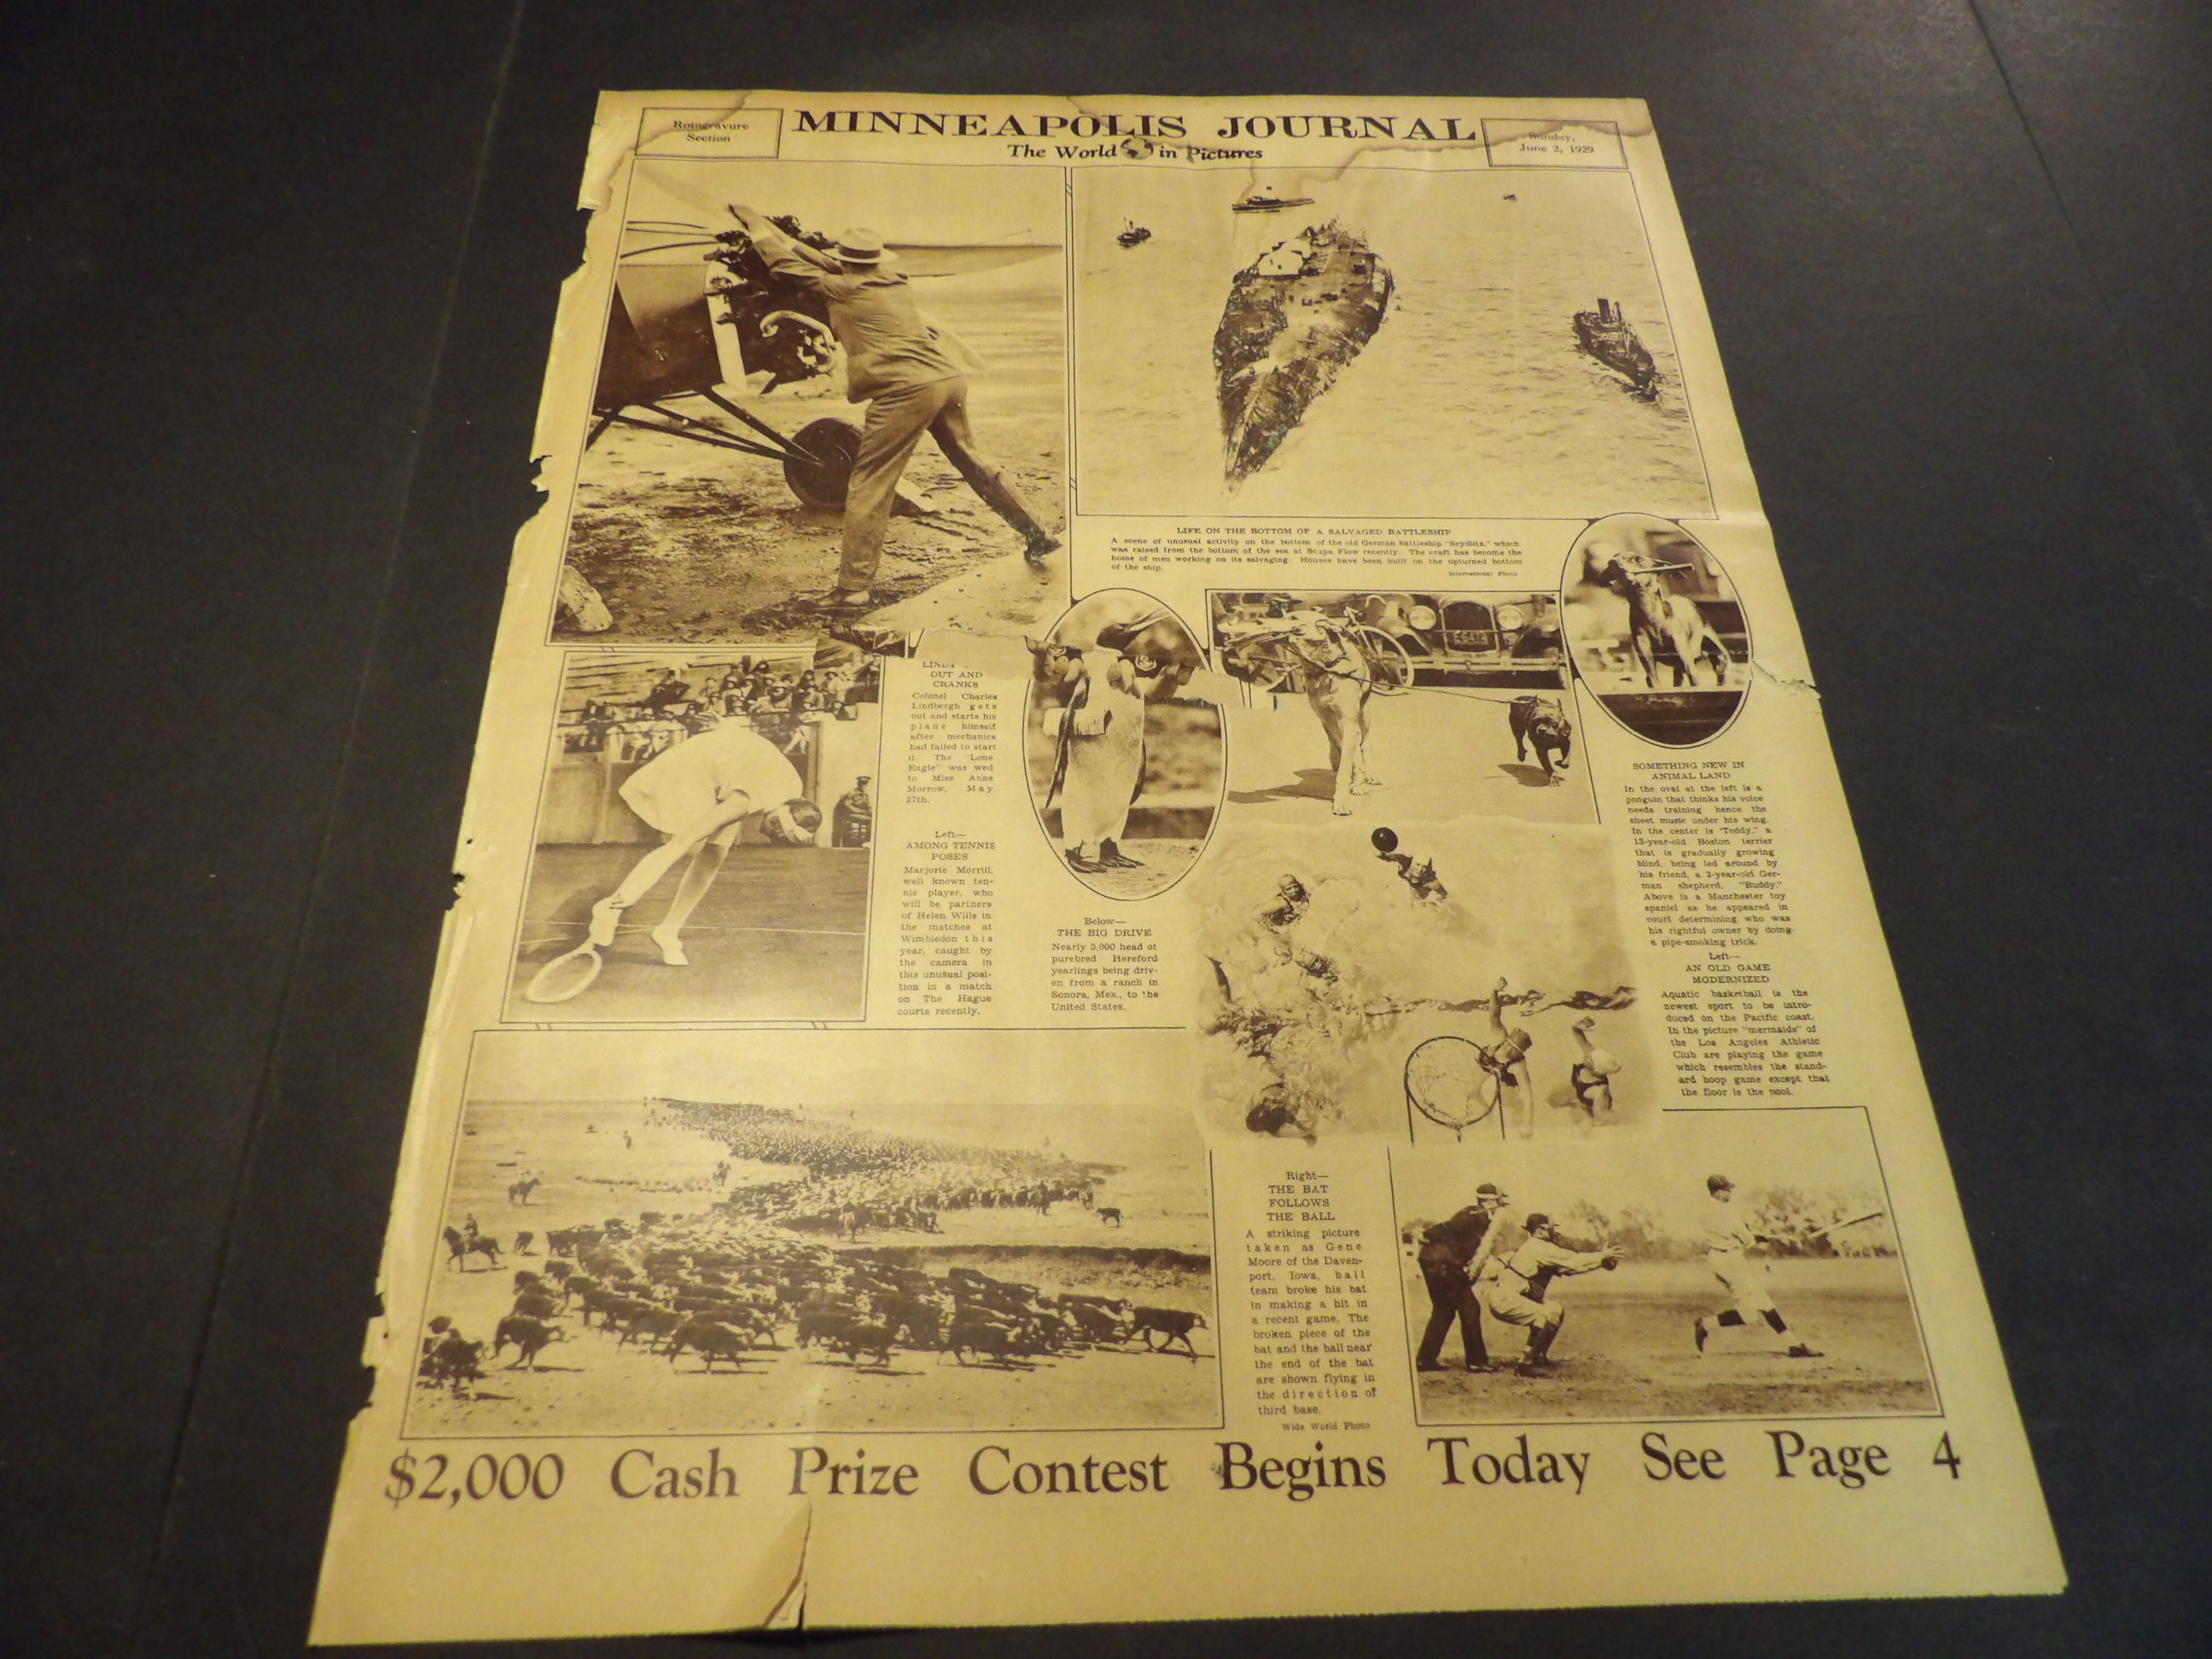 Rotogravure
Section
MINNEAPOLIS JOURNAL
The World in Pictures
Sunday,
June 2, 1929
LIFE ON THE BOTTOM OF A SALVAGED BATTLESHIP
A scene of unusual activity on the bottom of the old German battleship "Seydlitz," which
was raised from the bottom of the sea at Scapa Flow recently. The craft has become the
home of men working on its salvaging. Houses have been built on the upturned bottom
of the ship.
International Photo
OUT AND
CRANKS
Colonel Charles
Lindbergh gets
out and starts his
plane himself
after mechanics
had failed to start
it. The "Lone
Eagle" was wed
to Miss Anne
Morrow, May
27th.
Left—
AMONG TENNIS
POSES
Marjorie Morrill,
well known ten-
nis player, who
will be partners
of Helen Wills in
the matches at
Wimbledon this
year, caught by
the camera in
this unusual posi-
tion in a match
on The Hague
courts recently.
Below—
THE BIG DRIVE
Nearly 5,000 head of
purebred Hereford
yearlings being driv-
en from a ranch in
Sonora, Mex., to the
United States.
SOMETHING NEW IN
ANIMAL LAND
In the oval at the left is a
penguin that thinks his voice
needs training hence the
sheet music under his wing.
In the center is "Teddy," a
13-year-old Boston terrier
that is gradually growing
blind, being led around by
his friend, a 2-year-old Ger-
man shepherd, "Buddy."
Above is a Manchester toy
spaniel as he appeared in
court determining who was
his rightful owner by doing
a pipe-smoking trick.
Left—
AN OLD GAME
MODERNIZED
Aquatic basketball is the
newest sport to be intro-
duced on the Pacific coast.
In the picture "mermaids" of
the Los Angeles Athletic
Club are playing the game
which resembles the stand-
ard hoop game except that
the floor is the pool.
Right—
THE BAT
FOLLOWS
THE BALL
A striking picture
taken as Gene
Moore of the Daven-
port, Iowa, ball
team broke his bat
in making a hit in
a recent game. The
broken piece of the
bat and the ball near
the end of the bat
are shown flying in
the direction of
third base.
Wide World Photo
$2,000 Cash Prize Contest Begins Today See Page 4